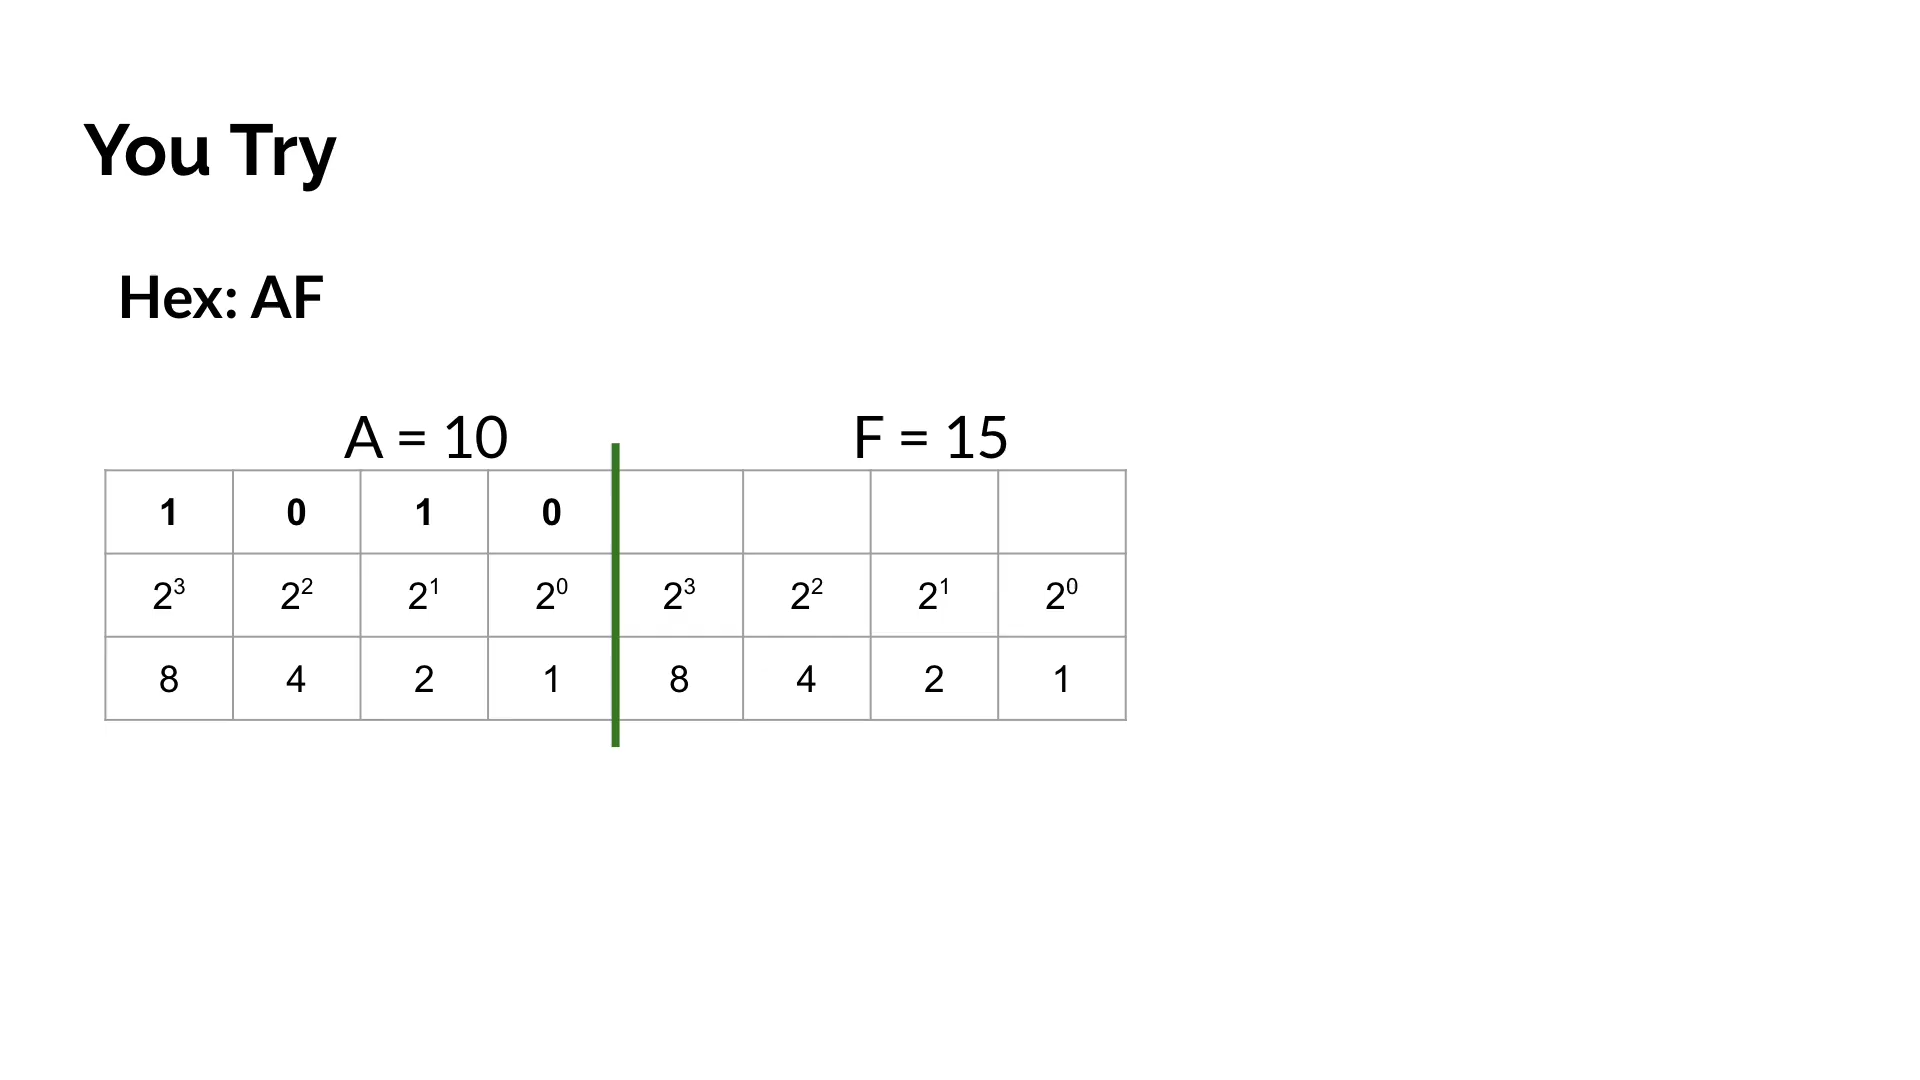 You Try
Hex: AF
A = 10 F = 15
1 0 1 0
2³ 2² 2¹ 2⁰ 2³ 2² 2¹ 2⁰
8 4 2 1 8 4 2 1